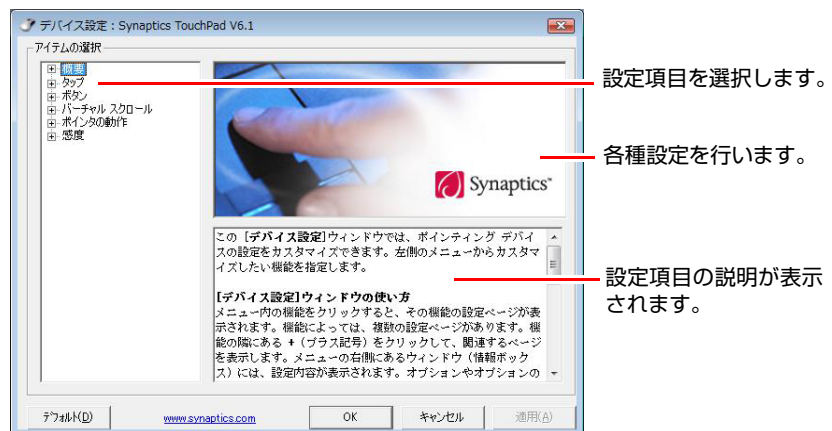 デバイス設定 : Synaptics TouchPad V6.1
アイテムの選択
概要
タップ
ボタン
バーチャル スクロール
ポインタの動作
感度
Synaptics™
この [デバイス設定]ウィンドウでは、ポインティング デバイ
スの設定をカスタマイズできます。左側のメニューからカスタマ
イズしたい機能を指定します。
[デバイス設定]ウィンドウの使い方
メニュー内の機能をクリックすると、その機能の設定ページが表
示されます。機能によっては、複数の設定ページがあります。機
能の隣にある + （プラス記号）をクリックして、関連するページ
を表示します。メニューの右側にあるウィンドウ（情報ボック
ス）には、設定内容が表示されます。オプションやオプションの
デフォルト(D)
www.synaptics.com
OK
キャンセル
適用(A)
設定項目を選択します。
各種設定を行います。
設定項目の説明が表示
されます。